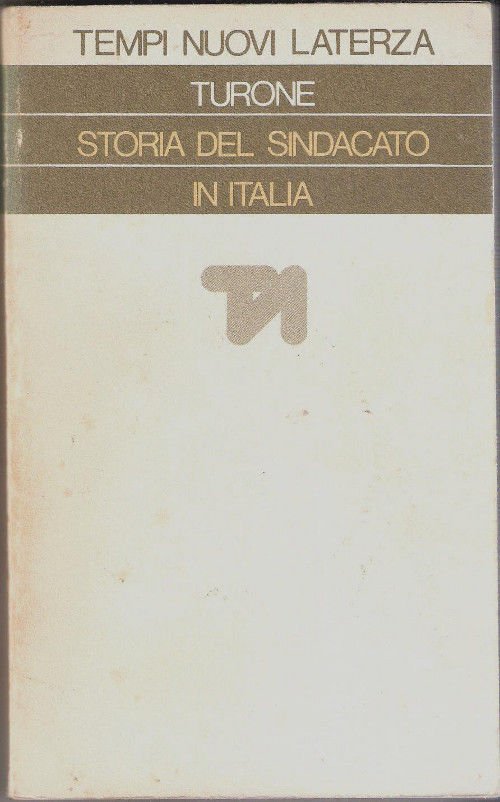 TEMPI NUOVI LATERZA
TURONE
STORIA DEL SINDACATO
IN ITALIA